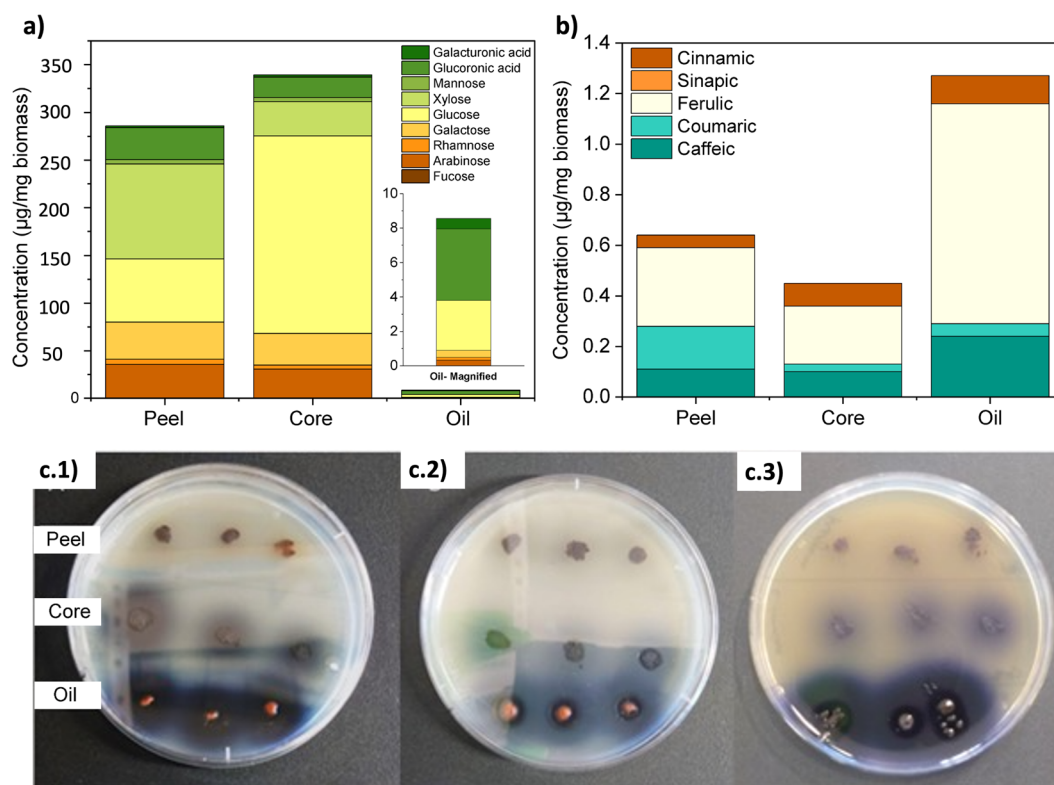 a)
Concentration (µg/mg biomass)
350
300
250
200
150
100
50
0
Peel
Core
Oil
Galacturonic acid
Glucoronic acid
Mannose
Xylose
Glucose
Galactose
Rhamnose
Arabinose
Fucose
10
8
6
4
2
0
Oil- Magnified
b)
Concentration (µg/mg biomass)
1.4
1.2
1.0
0.8
0.6
0.4
0.2
0.0
Peel
Core
Oil
Cinnamic
Sinapic
Ferulic
Coumaric
Caffeic
c.1)
c.2)
c.3)
Peel
Core
Oil